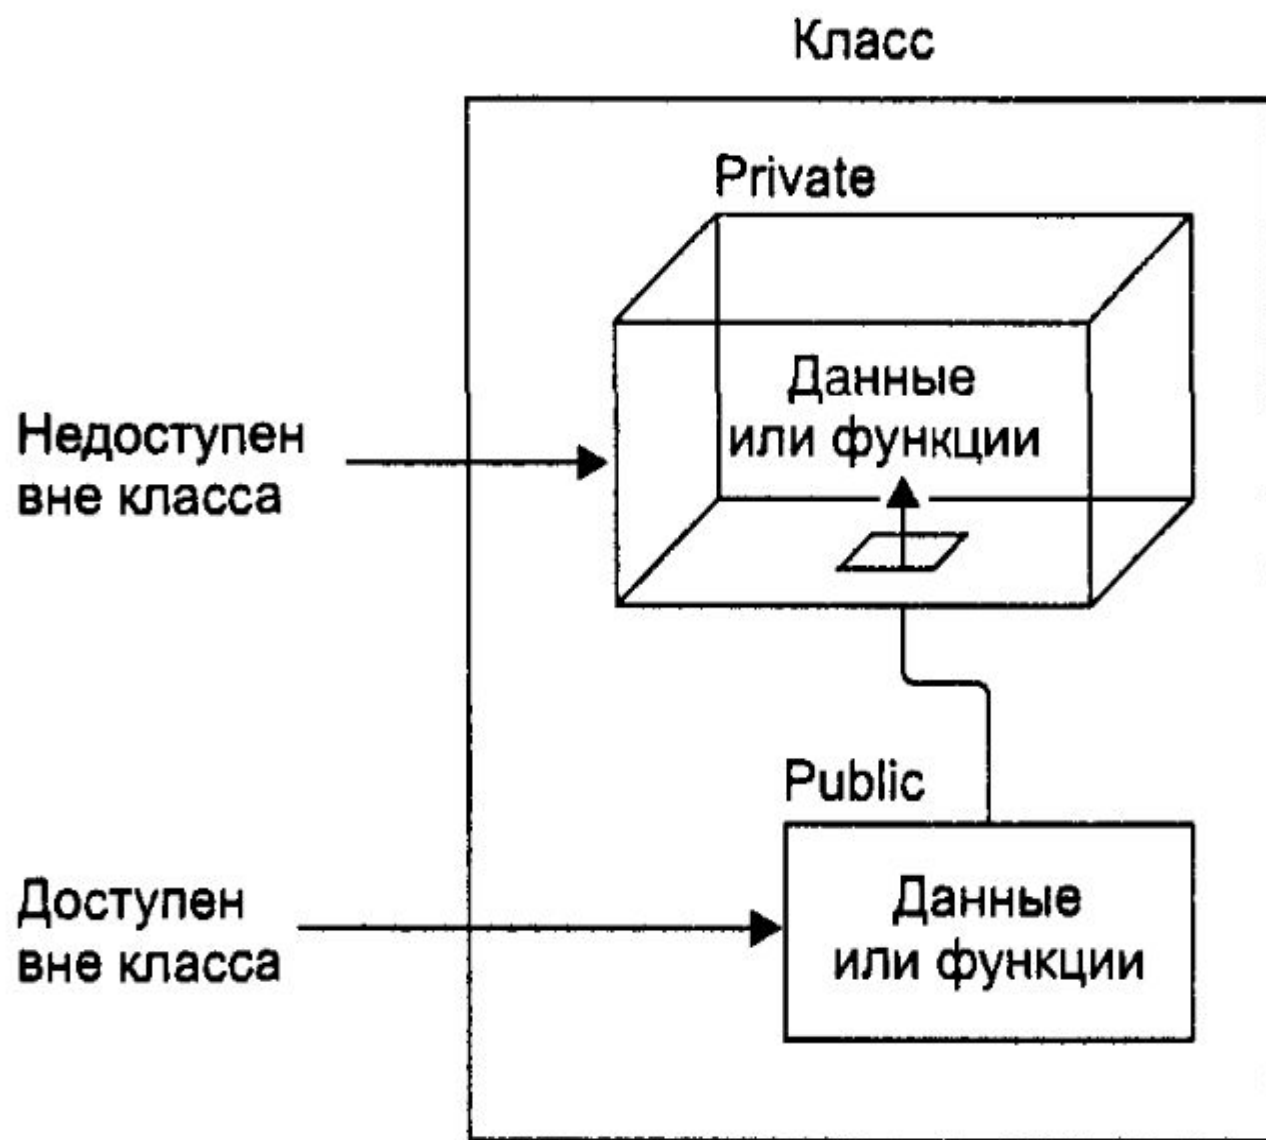 Класс
Private
Данные
или функции
Недоступен
вне класса
Public
Данные
или функции
Доступен
вне класса